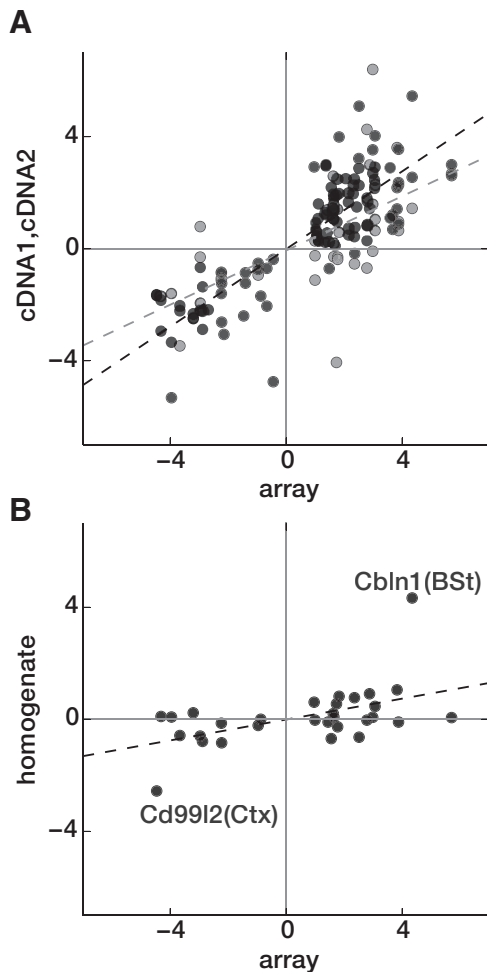 A
4
0
−4
cDNA1,cDNA2
−4
0
4
array
B
Cbln1(BSt)
4
0
−4
homogenate
Cd99l2(Ctx)
−4
0
4
array